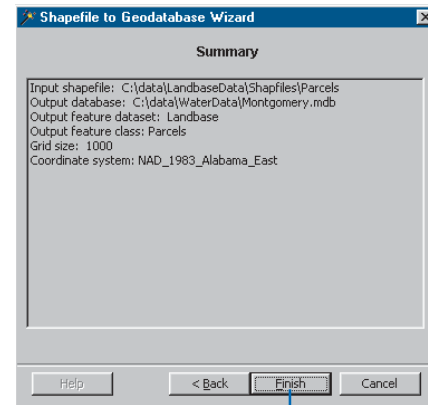 Shapefile to Geodatabase Wizard
Summary
Input shapefile: C:\data\LandbaseData\Shapfiles\Parcels
Output database: C:\data\WaterData\Montgomery.mdb
Output feature dataset: Landbase
Output feature class: Parcels
Grid size: 1000
Coordinate system: NAD_1983_Alabama_East
Help
< Back
Finish
Cancel